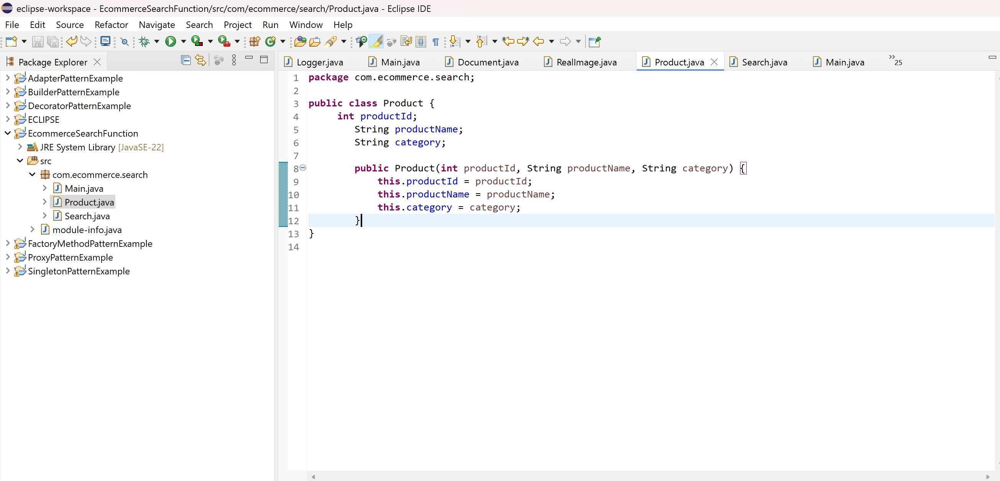 eclipse-workspace - EcommerceSearchFunction/src/com/ecommerce/search/Product.java - Eclipse IDE
File Edit Source Refactor Navigate Search Project Run Window Help
Package Explorer
AdapterPatternExample
BuilderPatternExample
DecoratorPatternExample
ECLIPSE
EcommerceSearchFunction
JRE System Library [JavaSE-22]
src
com.ecommerce.search
Main.java
Product.java
Search.java
module-info.java
FactoryMethodPatternExample
ProxyPatternExample
SingletonPatternExample
Logger.java Main.java Document.java RealImage.java Product.java Search.java Main.java »25
1 package com.ecommerce.search;
2
3 public class Product {
4 int productId;
5 String productName;
6 String category;
7
8 public Product(int productId, String productName, String category) {
9 this.productId = productId;
10 this.productName = productName;
11 this.category = category;
12 }
13 }
14